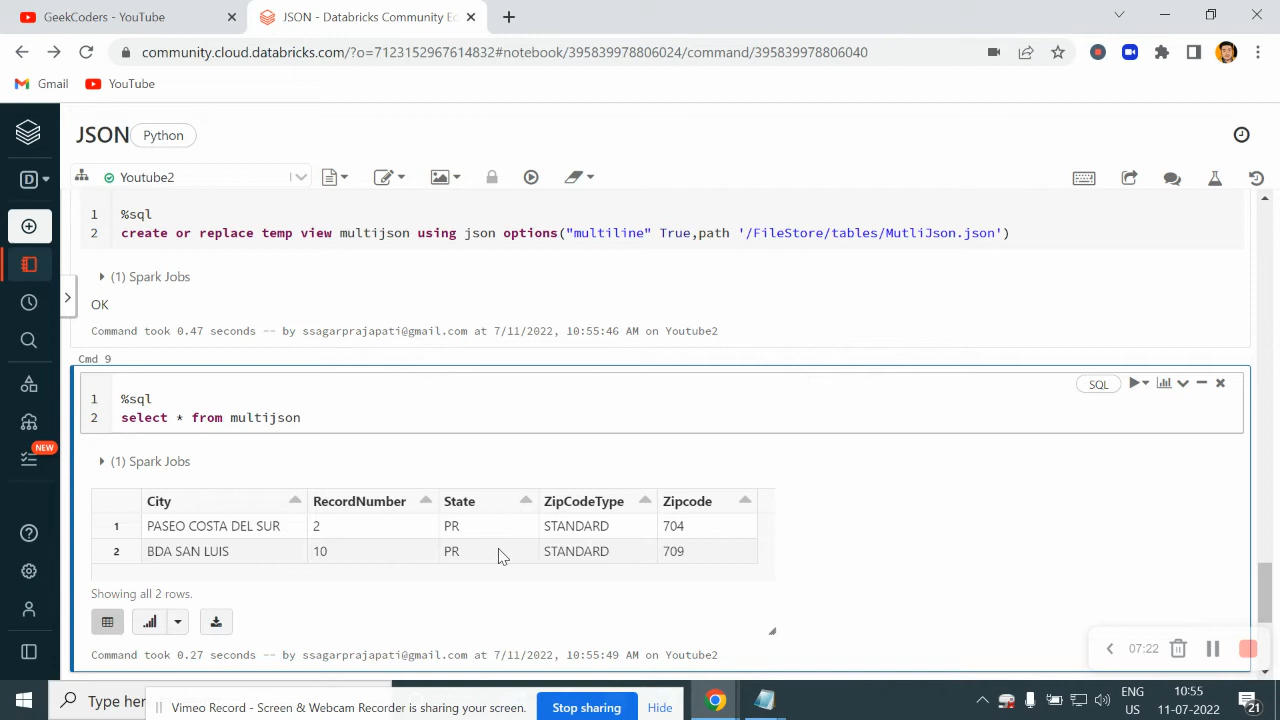 GeekCoders - YouTube
JSON - Databricks Community Ed
community.cloud.databricks.com/?o=7123152967614832#notebook/395839978806024/command/395839978806040
Gmail
YouTube
JSON
Python
D
Youtube2
1 %sql
2 create or replace temp view multijson using json options("multiline" True,path '/FileStore/tables/MutliJson.json')
(1) Spark Jobs
OK
Command took 0.47 seconds -- by ssagarprajapati@gmail.com at 7/11/2022, 10:55:46 AM on Youtube2
Cmd 9
SQL
1 %sql
2 select * from multijson
NEW
(1) Spark Jobs
City RecordNumber State ZipCodeType Zipcode
1 PASEO COSTA DEL SUR 2 PR STANDARD 704
2 BDA SAN LUIS 10 PR STANDARD 709
Showing all 2 rows.
Command took 0.27 seconds -- by ssagarprajapati@gmail.com at 7/11/2022, 10:55:49 AM on Youtube2
07:22
Type her
Vimeo Record - Screen & Webcam Recorder is sharing your screen.
Stop sharing
Hide
ENG
US
10:55
11-07-2022
21